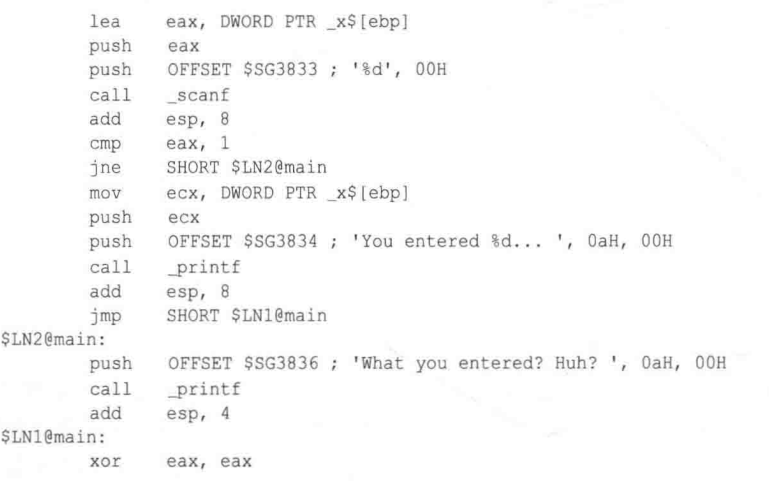 lea eax, DWORD PTR _x$[ebp]
push eax
push OFFSET $SG3833 ; '%d', 00H
call _scanf
add esp, 8
cmp eax, 1
jne SHORT $LN2@main
mov ecx, DWORD PTR _x$[ebp]
push ecx
push OFFSET $SG3834 ; 'You entered %d... ', 0aH, 00H
call _printf
add esp, 8
jmp SHORT $LN1@main
$LN2@main:
push OFFSET $SG3836 ; 'What you entered? Huh? ', 0aH, 00H
call _printf
add esp, 4
$LN1@main:
xor eax, eax